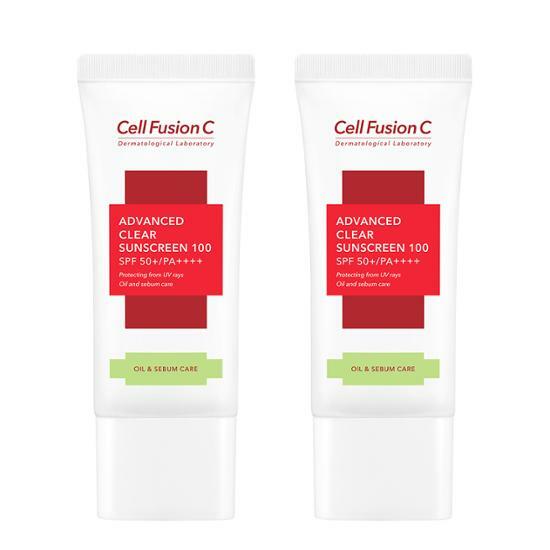 Cell Fusion C
Dermatological Laboratory
ADVANCED
CLEAR
SUNSCREEN 100
SPF 50+/PA++++
Protecting from UV rays
Oil and sebum care
OIL & SEBUM CARE
Cell Fusion C
Dermatological Laboratory
ADVANCED
CLEAR
SUNSCREEN 100
SPF 50+/PA++++
Protecting from UV rays
Oil and sebum care
OIL & SEBUM CARE